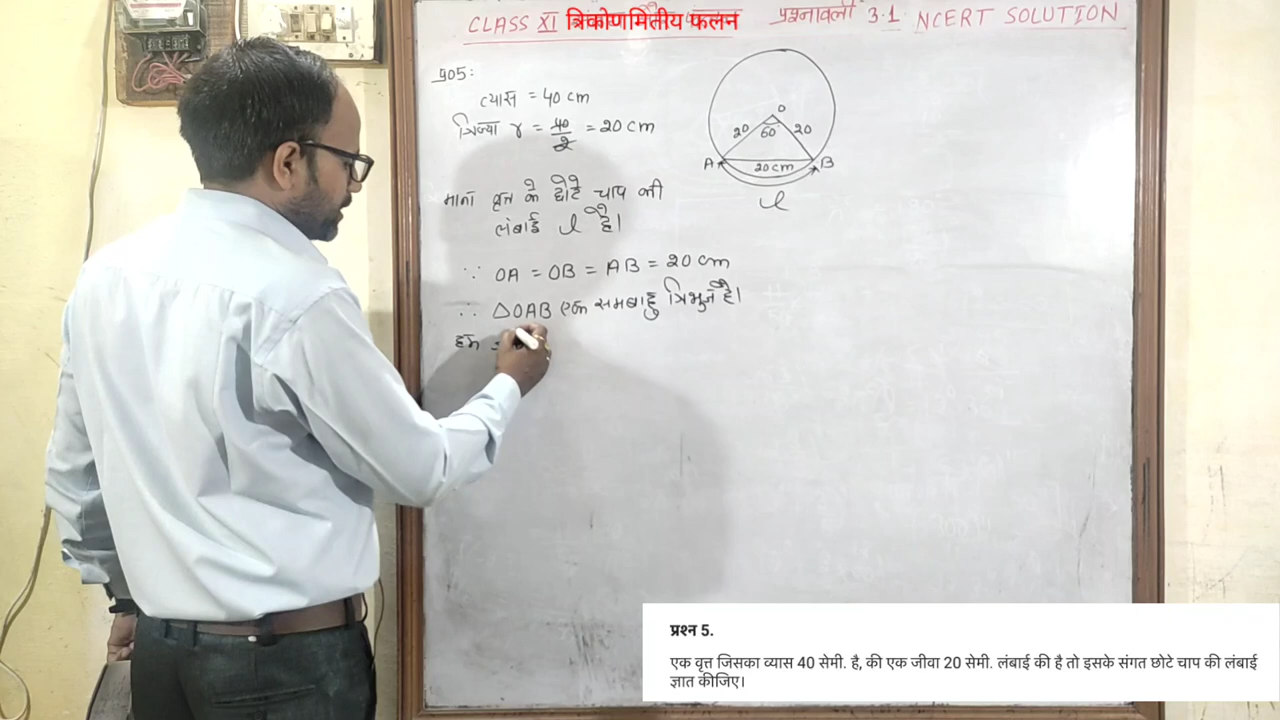 CLASS XI त्रिकोणमितीय फलन प्रश्नावली 3.1 NCERT SOLUTION
प्र05:
व्यास = 40 cm
त्रिज्या r = 40/2 = 20 cm
माना वृत्त के छोटे चाप की
लंबाई l है।
∵ OA = OB = AB = 20 cm
∴ △OAB एक समबाहु त्रिभुज है।
हम
O
20 60° 20
A 20 cm B
l
प्रश्न 5.
एक वृत्त जिसका व्यास 40 सेमी. है, की एक जीवा 20 सेमी. लंबाई की है तो इसके संगत छोटे चाप की लंबाई
ज्ञात कीजिए।